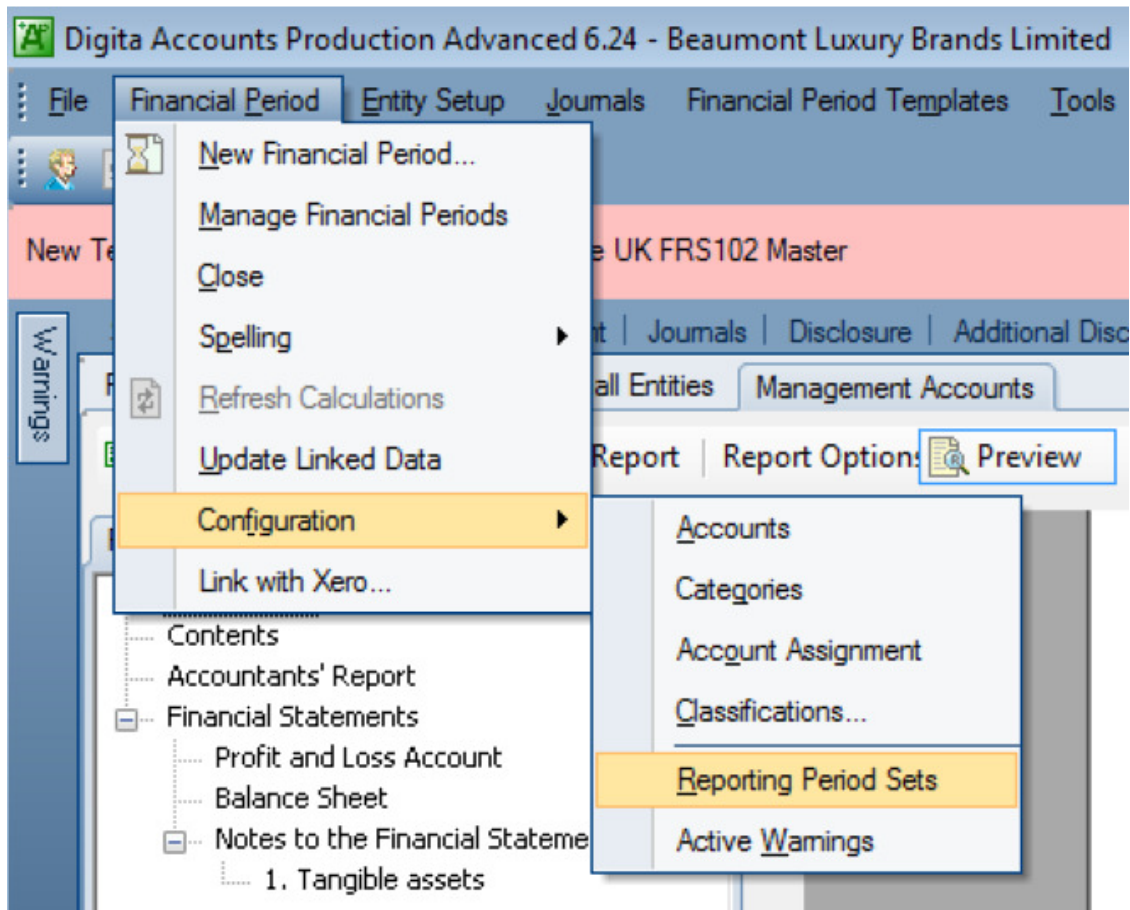 Digita Accounts Production Advanced 6.24 - Beaumont Luxury Brands Limited
File Financial Period Entity Setup Journals Financial Period Templates Tools
New Financial Period...
Manage Financial Periods
New e UK FRS102 Master
Close
Spelling
Journals Disclosure Additional Disc
Warnings
Refresh Calculations
all Entities Management Accounts
Update Linked Data
Report Report Options Preview
Configuration
Accounts
Link with Xero...
Categories
Contents
Account Assignment
Accountants' Report
Classifications...
Financial Statements
Profit and Loss Account
Reporting Period Sets
Balance Sheet
Notes to the Financial Stateme
Active Warnings
1. Tangible assets